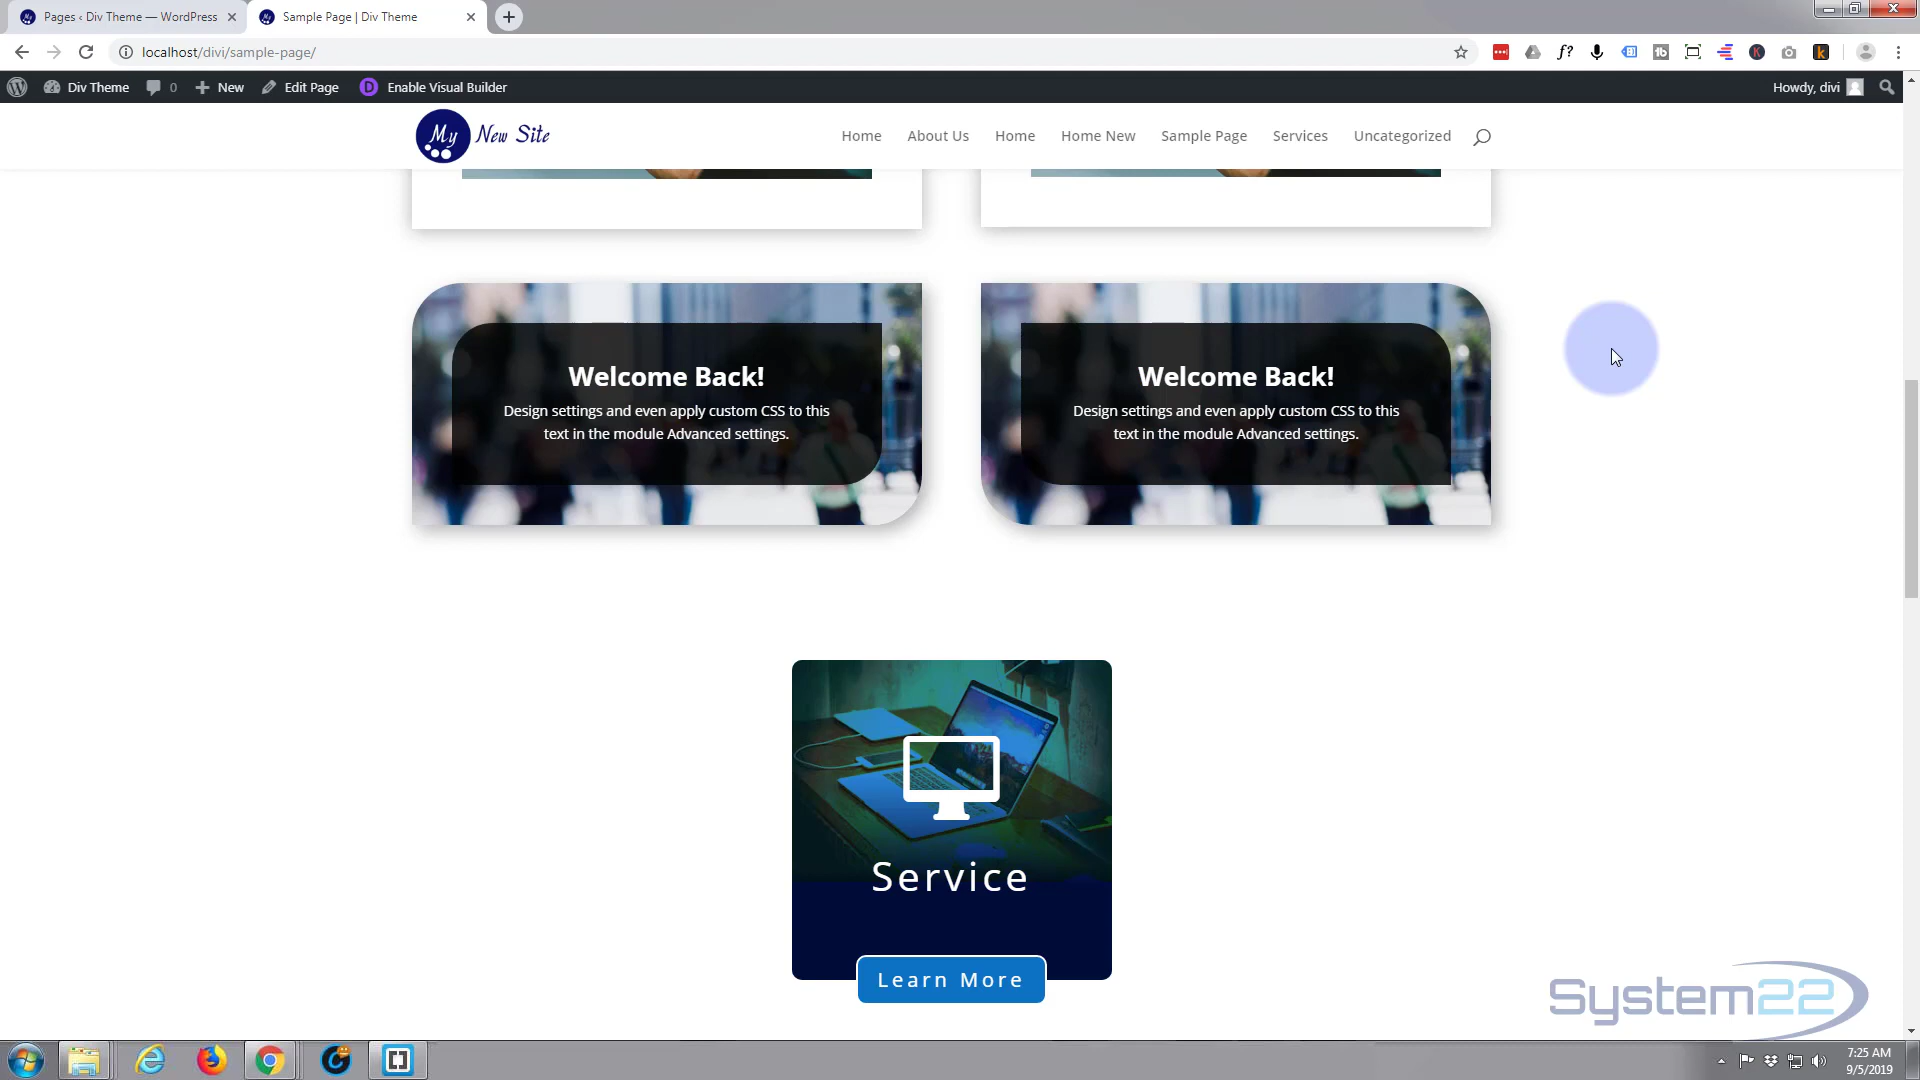 Pages ‹ Div Theme — WordPress
Sample Page | Div Theme
localhost/divi/sample-page/
Div Theme
0
New
Edit Page
Enable Visual Builder
Howdy, divi
My New Site
Home
About Us
Home
Home New
Sample Page
Services
Uncategorized
Welcome Back!
Design settings and even apply custom CSS to this
text in the module Advanced settings.
Welcome Back!
Design settings and even apply custom CSS to this
text in the module Advanced settings.
Service
Learn More
System22
7:25 AM
9/5/2019